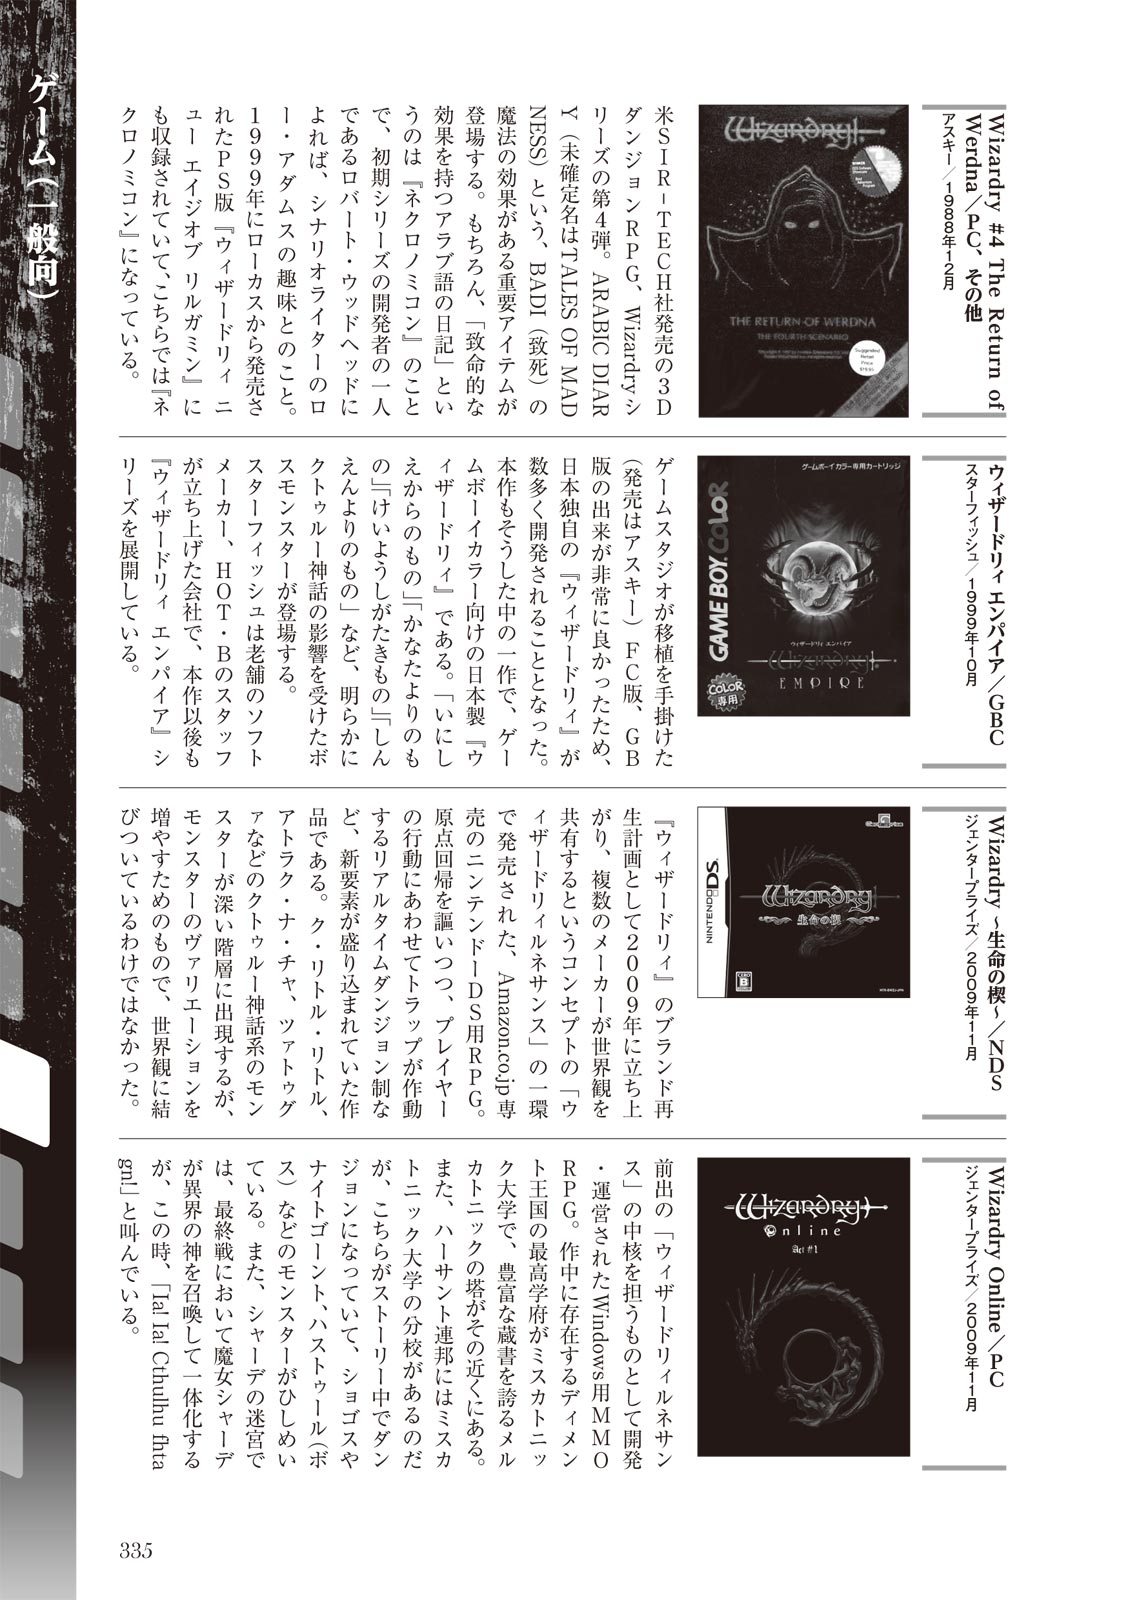 ゲーム（一般向）
Wizardry #4 The Return of
Werdna／PC、その他
アスキー／1988年12月
Wizardry
THE RETURN OF WERDNA
THE FOURTH SCENARIO
Suggested
Retail
Price
米SIR-TECH社発売の3D
ダンジョンRPG、Wizardryシ
リーズの第4弾。ARABIC DIAR
Y（未確定名はTALES OF MAD
NESS）という、BADI（致死）の
魔法の効果がある重要アイテムが
登場する。もちろん、「致命的な
効果を持つアラブ語の日記」とい
うのは『ネクロノミコン』のこと
で、初期シリーズの開発者の一人
であるロバート・ウッドヘッドに
よれば、シナリオライターのロ
ー・アダムスの趣味とのこと。
1999年にローカスから発売さ
れたPS版『ウィザードリィ ニ
ュー エイジオブ リルガミン』に
も収録されていて、こちらでは『ネ
クロノミコン』になっている。
ウィザードリィ エンパイア／GBC
スターフィッシュ／1999年10月
ゲームボーイカラー専用カートリッジ
GAME BOY COLOR
ウィザードリィ エンパイア
Wizardry
EMPIRE
COLOR
専用
ゲームスタジオが移植を手掛けた
（発売はアスキー）FC版、GB
版の出来が非常に良かったため、
日本独自の『ウィザードリィ』が
数多く開発されることとなった。
本作もそうした中の一作で、ゲー
ムボーイカラー向けの日本製『ウ
ィザードリィ』である。「いにし
えからのもの」「かなたよりのも
の」「けいようしがたきもの」「しん
えんよりのもの」など、明らかに
クトゥルー神話の影響を受けたボ
スモンスターが登場する。
スターフィッシュは老舗のソフト
メーカー、HOT・Bのスタッフ
が立ち上げた会社で、本作以後も
『ウィザードリィ エンパイア』シ
リーズを展開している。
Wizardry ～生命の楔～／NDS
ジェンタープライズ／2009年11月
NINTENDO DS
Wizardry
生命の楔
CERO
B
『ウィザードリィ』のブランド再
生計画として2009年に立ち上
がり、複数のメーカーが世界観を
共有するというコンセプトの「ウ
ィザードリィルネサンス」の一環
で発売された、Amazon.co.jp専
売のニンテンドーDS用RPG。
原点回帰を謳いつつ、プレイヤー
の行動にあわせてトラップが作動
するリアルタイムダンジョン制な
ど、新要素が盛り込まれていた作
品である。ク・リトル・リトル、
アトラク・ナ・チャ、ツァトゥグ
ァなどのクトゥルー神話系のモン
スターが深い階層に出現するが、
モンスターのヴァリエーションを
増やすためのもので、世界観に結
びついているわけではなかった。
Wizardry Online／PC
ジェンタープライズ／2009年11月
Wizardry
Online
Act #1
前出の「ウィザードリィルネサン
ス」の中核を担うものとして開発
・運営されたWindows用MMO
RPG。作中に存在するディメン
ト王国の最高学府がミスカトニッ
ク大学で、豊富な蔵書を誇るメル
カトニックの塔がその近くにある。
また、ハーサント連邦にはミスカ
トニック大学の分校があるのだ
が、こちらがストーリー中でダン
ジョンになっていて、ショゴスや
ナイトゴーント、ハストゥール（ボ
ス）などのモンスターがひしめい
ている。また、シャーデの迷宮で
は、最終戦において魔女シャーデ
が異界の神を召喚して一体化する
が、この時、「Ia! Ia! Cthulhu fhta
gn!」と叫んでいる。
335